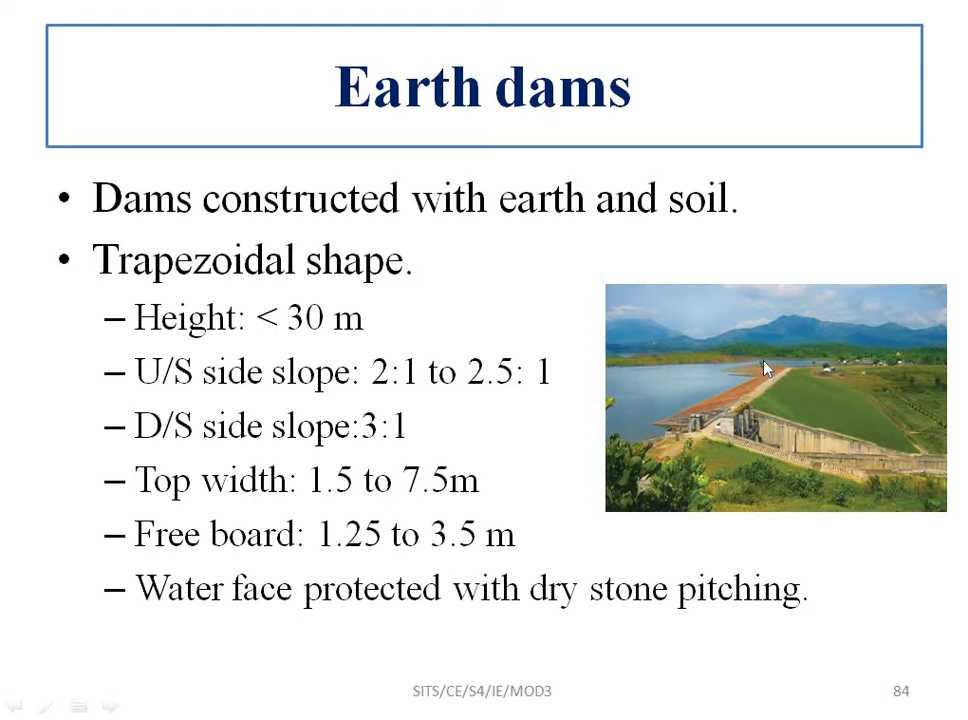 Earth dams
• Dams constructed with earth and soil.
• Trapezoidal shape.
– Height: < 30 m
– U/S side slope: 2:1 to 2.5: 1
– D/S side slope:3:1
– Top width: 1.5 to 7.5m
– Free board: 1.25 to 3.5 m
– Water face protected with dry stone pitching.
SITS/CE/S4/IE/MOD3
84